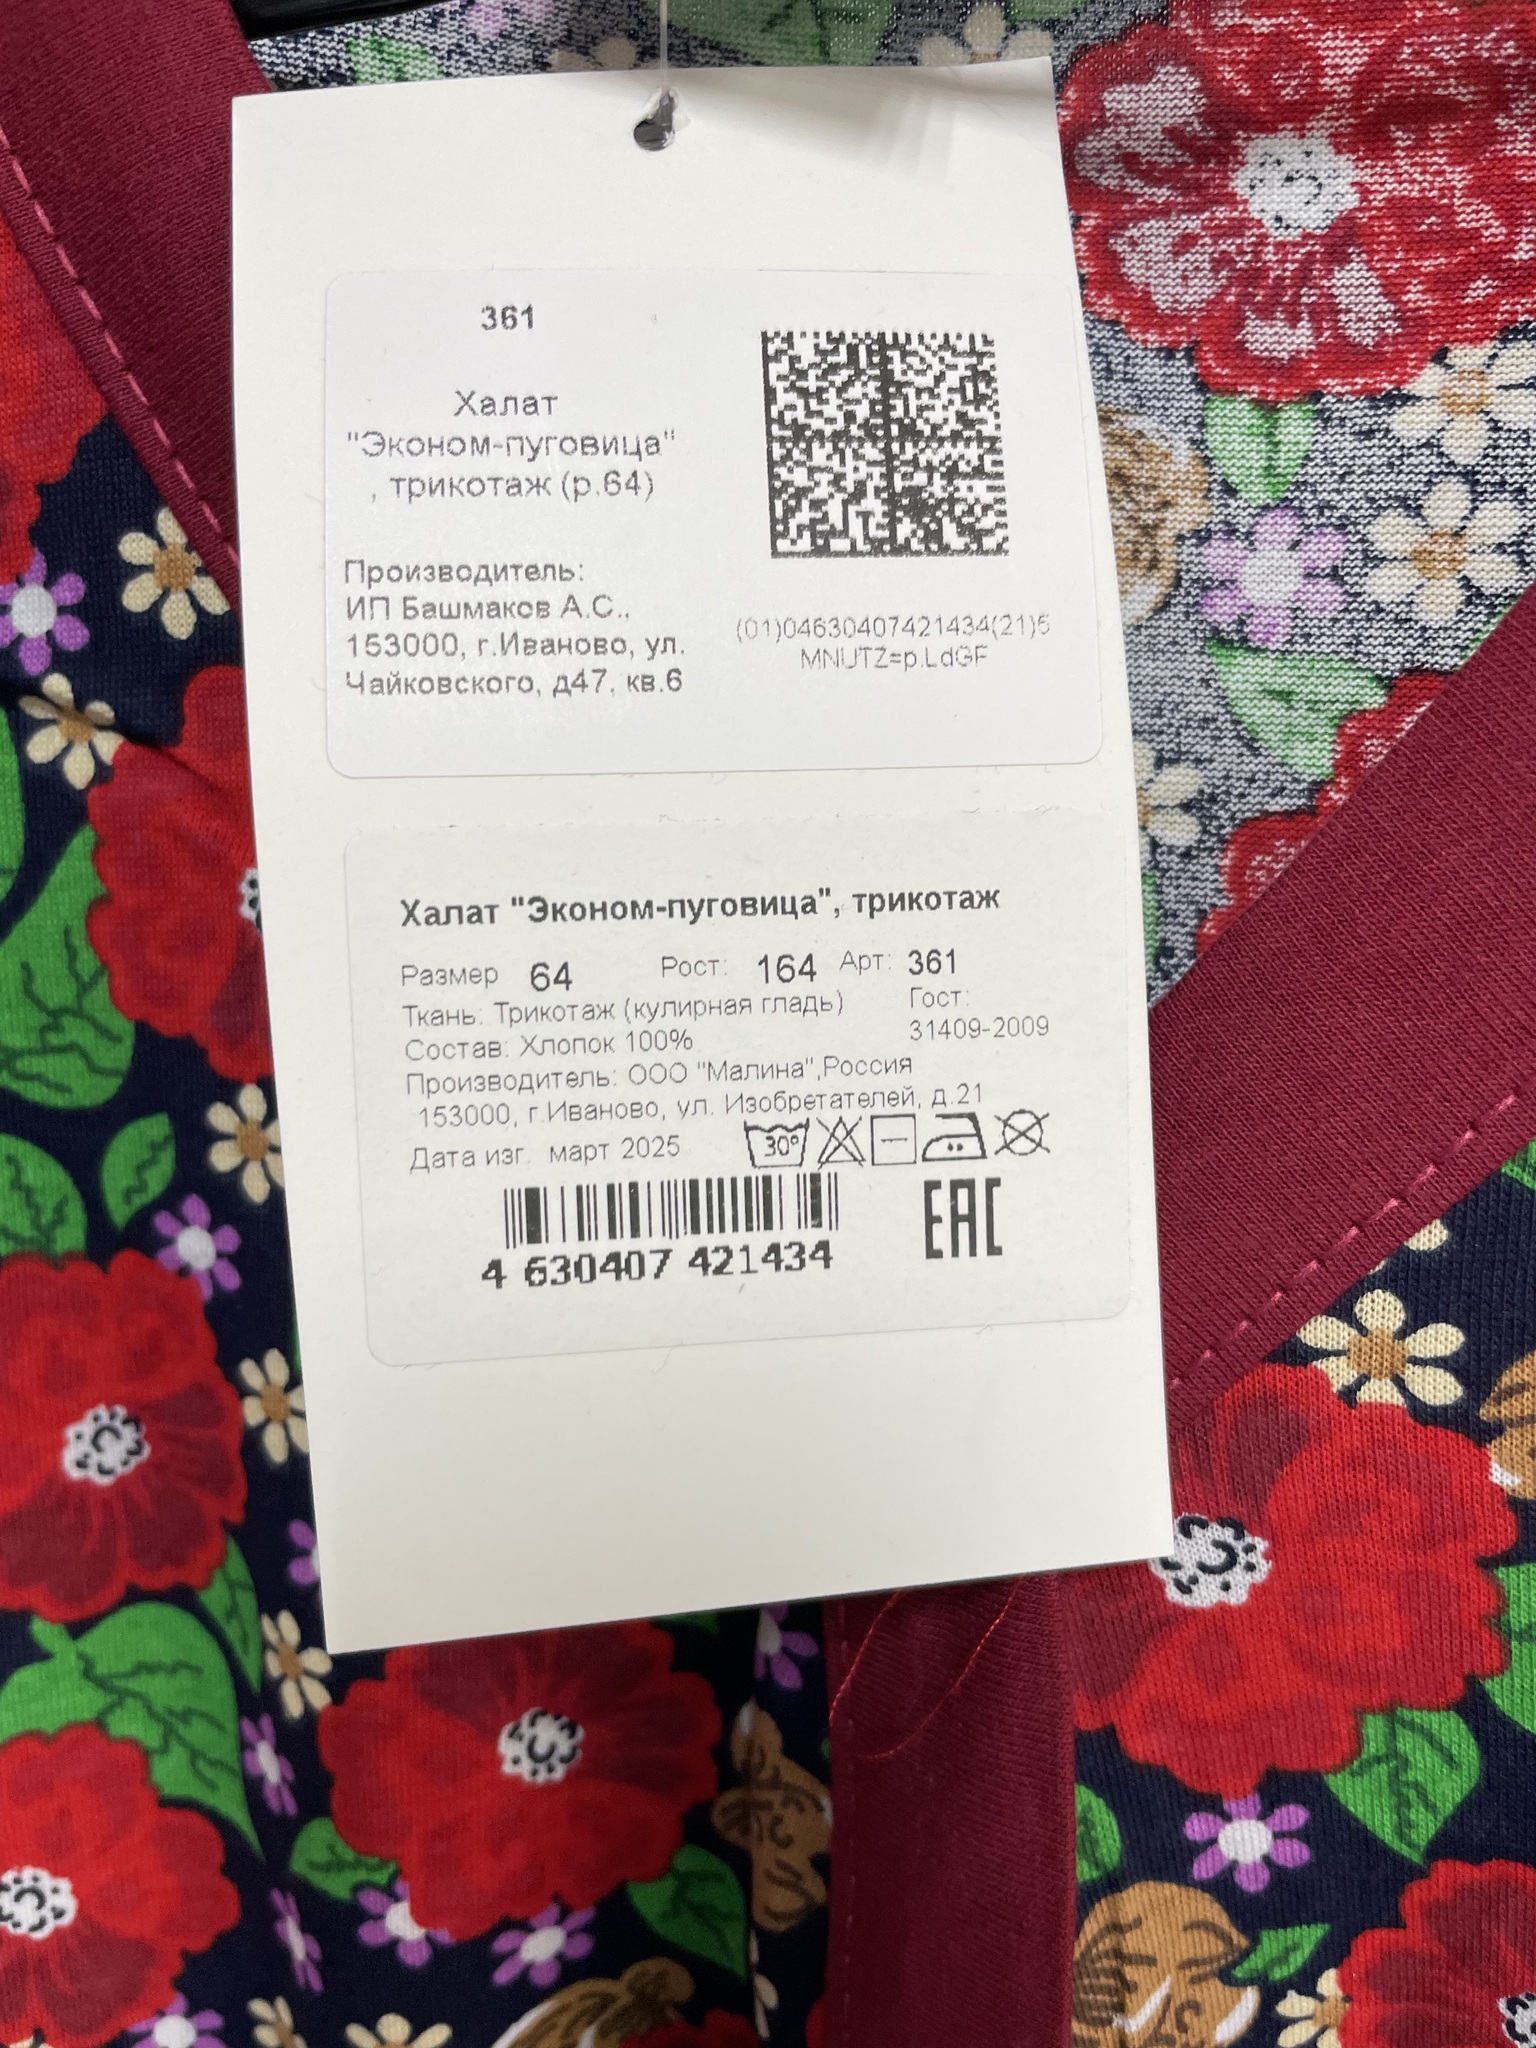 361
Халат
"Эконом-пуговица"
, трикотаж (р.64)
Производитель:
ИП Башмаков А.С.,
153000, г.Иваново, ул.
Чайковского, д47, кв.6
(01)04630407421434(21)5
MNUTZ=p.LdGF
Халат "Эконом-пуговица", трикотаж
Размер 64 Рост: 164 Арт: 361
Ткань: Трикотаж (кулирная гладь) Гост:
Состав: Хлопок 100% 31409-2009
Производитель: ООО "Малина",Россия
153000, г.Иваново, ул. Изобретателей, д.21
Дата изг. март 2025 30°
4 630407 421434
EAC